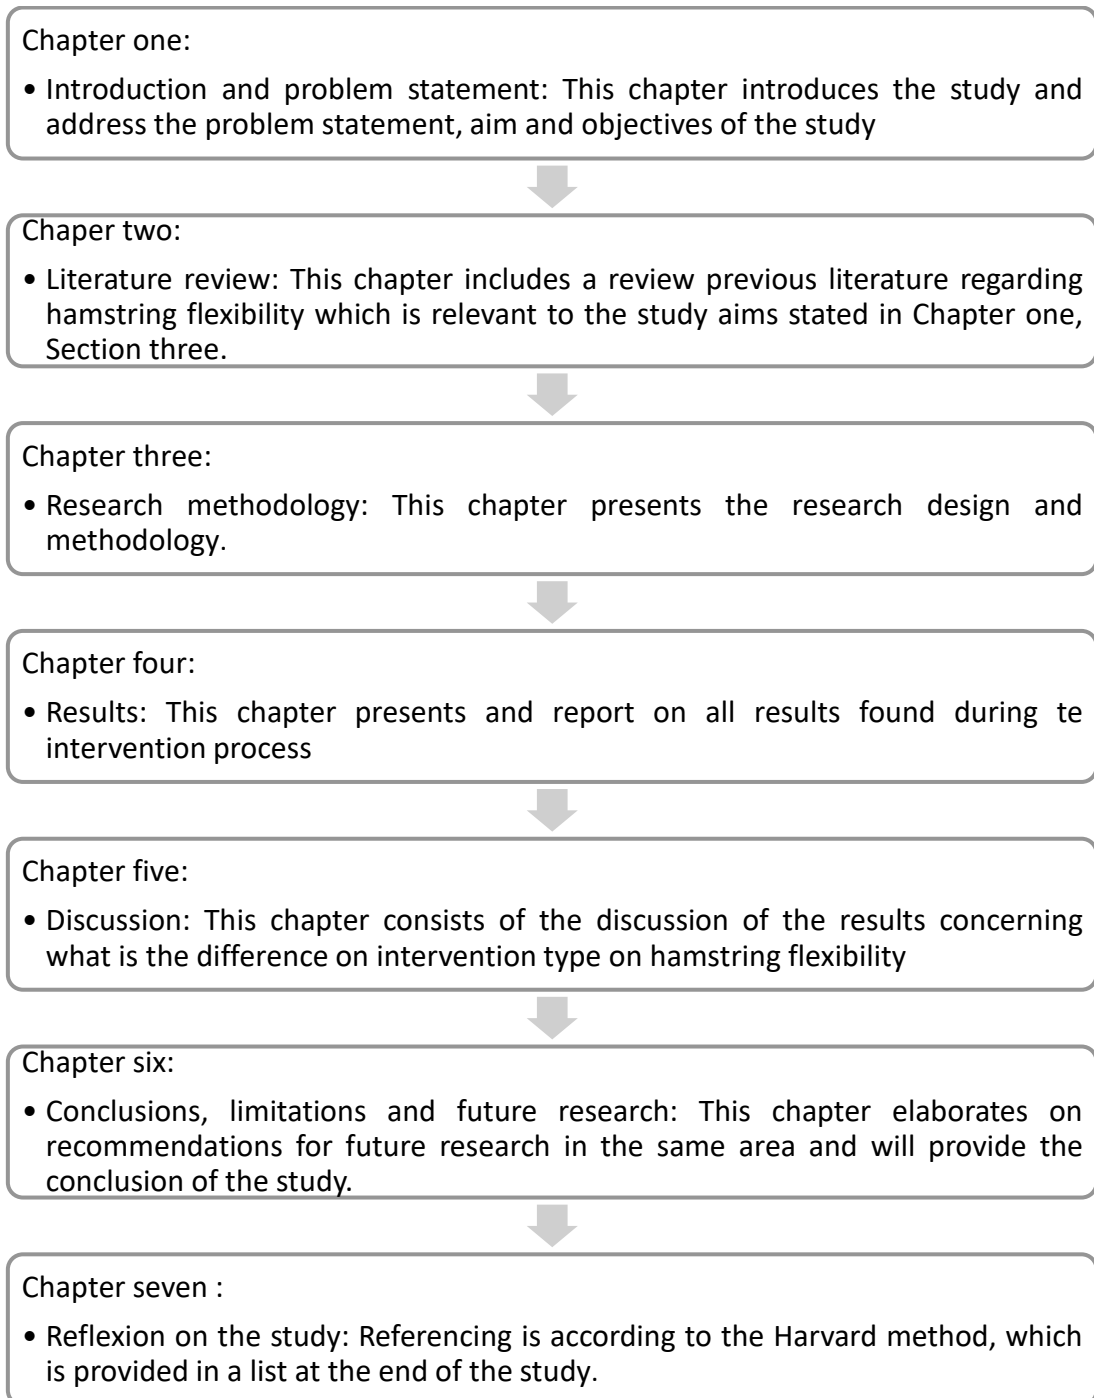 Chapter one:
• Introduction and problem statement: This chapter introduces the study and
address the problem statement, aim and objectives of the study
Chaper two:
• Literature review: This chapter includes a review previous literature regarding
hamstring flexibility which is relevant to the study aims stated in Chapter one,
Section three.
Chapter three:
• Research methodology: This chapter presents the research design and
methodology.
Chapter four:
• Results: This chapter presents and report on all results found during te
intervention process
Chapter five:
• Discussion: This chapter consists of the discussion of the results concerning
what is the difference on intervention type on hamstring flexibility
Chapter six:
• Conclusions, limitations and future research: This chapter elaborates on
recommendations for future research in the same area and will provide the
conclusion of the study.
Chapter seven :
• Reflexion on the study: Referencing is according to the Harvard method, which
is provided in a list at the end of the study.